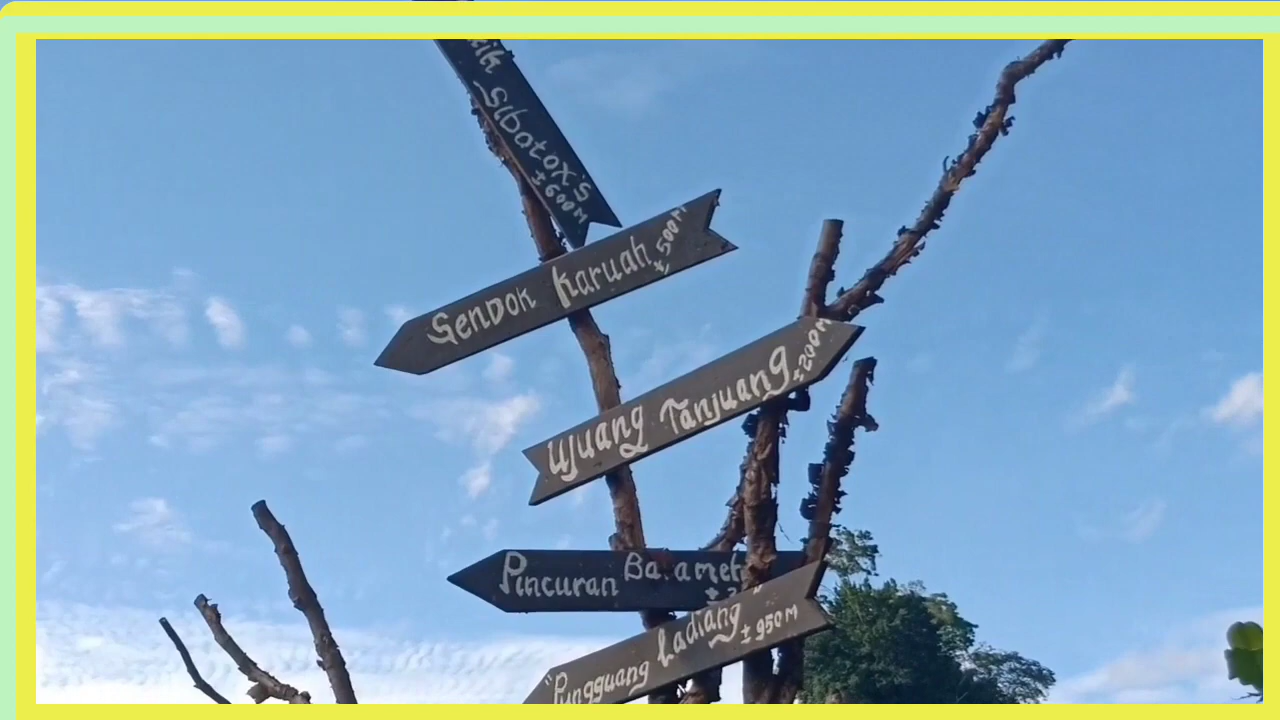 Sibatox's
±600M
Sendok Karuah ±500M
Ujuang Tanjuang ±200M
Pincuran
"Pungguang Ladiang" ±950M